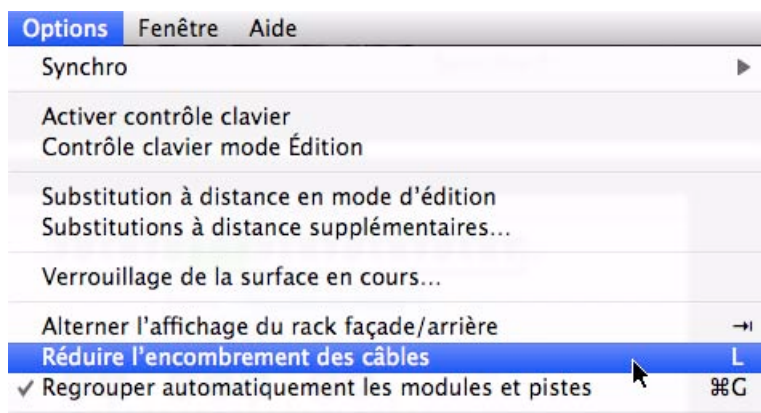 Options Fenêtre Aide
Synchro
Activer contrôle clavier
Contrôle clavier mode Édition
Substitution à distance en mode d'édition
Substitutions à distance supplémentaires...
Verrouillage de la surface en cours...
Alterner l'affichage du rack façade/arrière ⇥
Réduire l'encombrement des câbles L
✓ Regrouper automatiquement les modules et pistes ⌘G